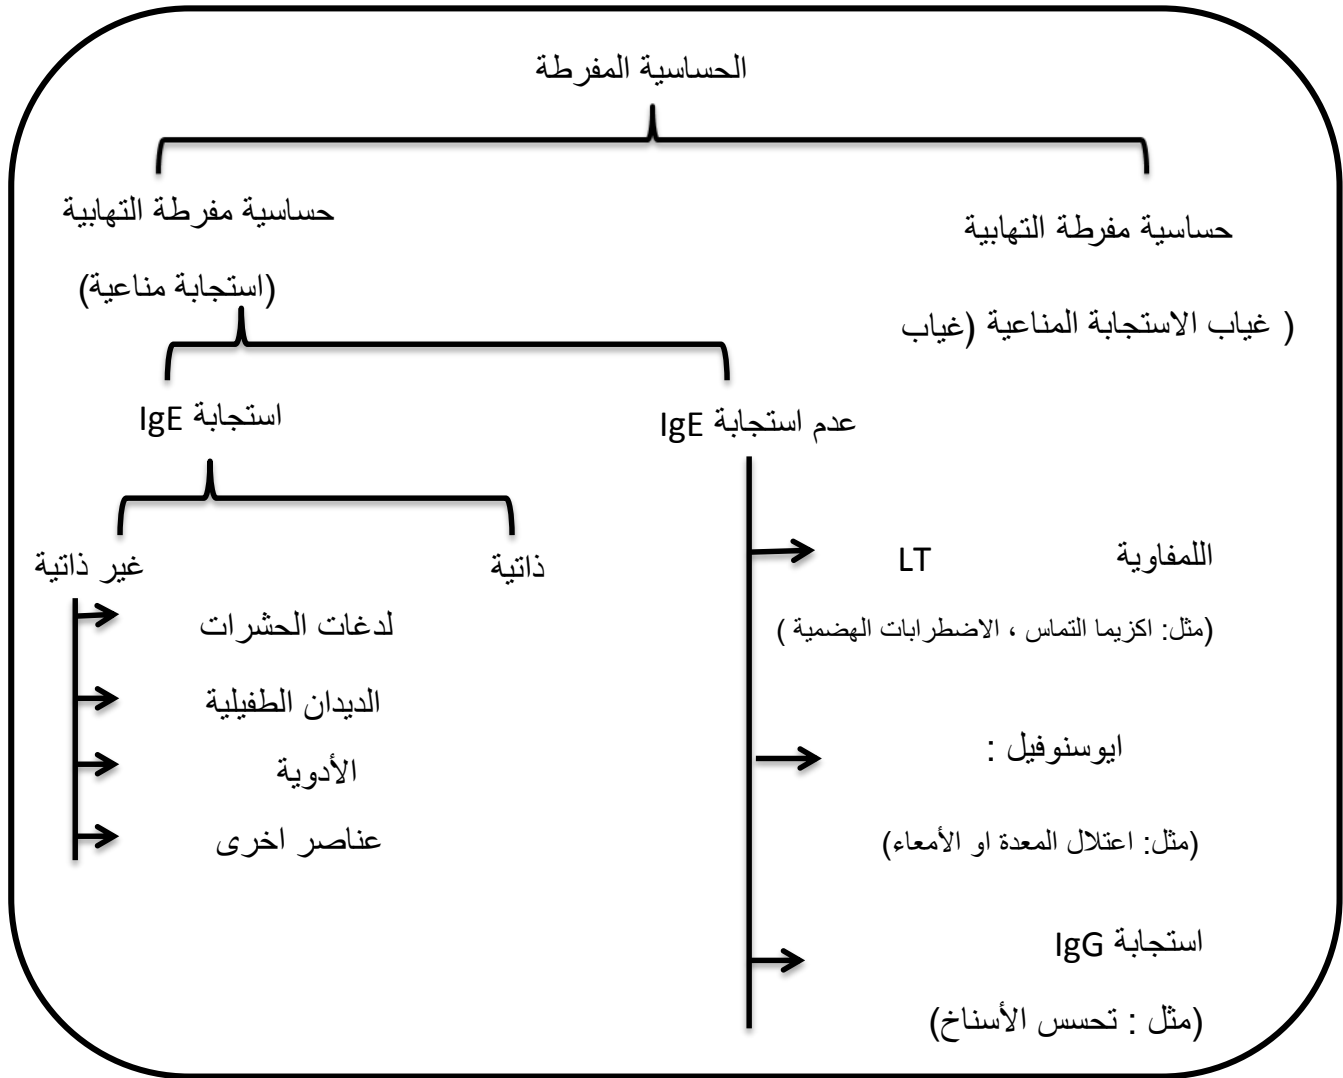 الحساسية المفرطة
حساسية مفرطة التهابية
(غياب الاستجابة المناعية (غياب
حساسية مفرطة التهابية
(استجابة مناعية)
عدم استجابة IgE
اللمفاوية LT
(مثل: اكزيما التماس ، الاضطرابات الهضمية )
ايوسنوفيل :
(مثل: اعتلال المعدة او الأمعاء)
استجابة IgG
(مثل : تحسس الأسناخ)
استجابة IgE
ذاتية
غير ذاتية
لدغات الحشرات
الديدان الطفيلية
الأدوية
عناصر اخرى